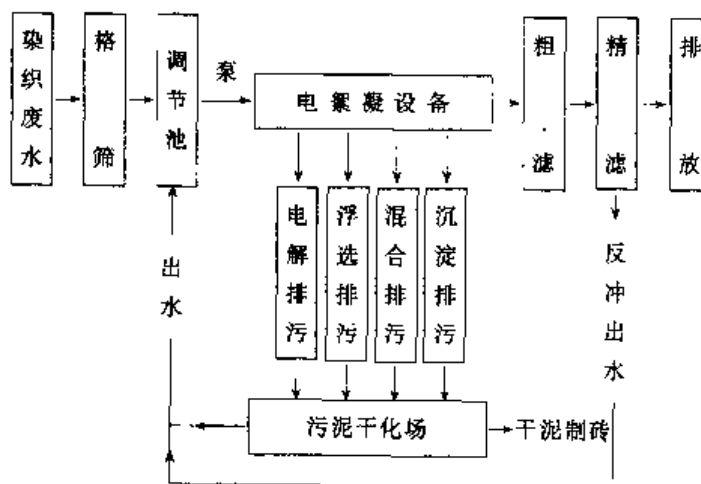 染织废水
格筛
调节池
泵
电絮凝设备
粗滤
精滤
排放
电解排污
浮选排污
混合排污
沉淀排污
出水
反冲出水
污泥干化场
干泥制砖